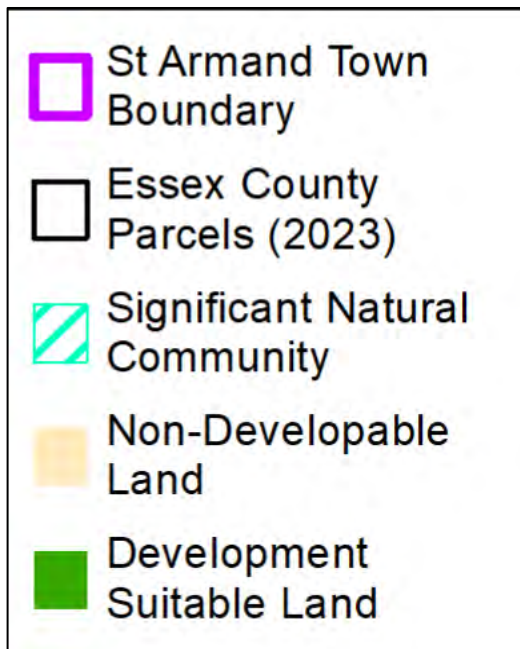 St Armand Town
Boundary
Essex County
Parcels (2023)
Significant Natural
Community
Non-Developable
Land
Development
Suitable Land